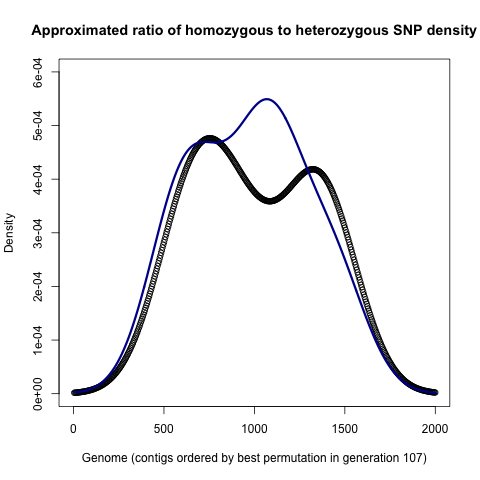 Approximated ratio of homozygous to heterozygous SNP density
6e-04
5e-04
4e-04
3e-04
2e-04
1e-04
0e+00
Density
0 500 1000 1500 2000
Genome (contigs ordered by best permutation in generation 107)